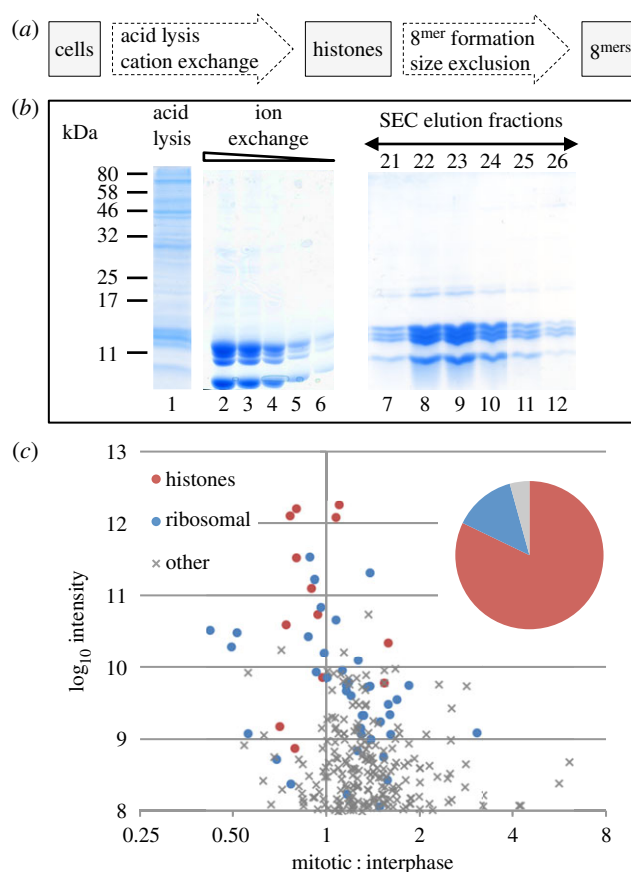 (a)
cells
acid lysis
cation exchange
histones
8mer formation
size exclusion
8mers
(b)
kDa
acid
lysis
ion
exchange
SEC elution fractions
21 22 23 24 25 26
80
58
46
32
25
17
11
1 2 3 4 5 6 7 8 9 10 11 12
(c)
13
12
11
10
9
8
log10 intensity
histones
ribosomal
other
0.25 0.50 1 2 4 8
mitotic : interphase